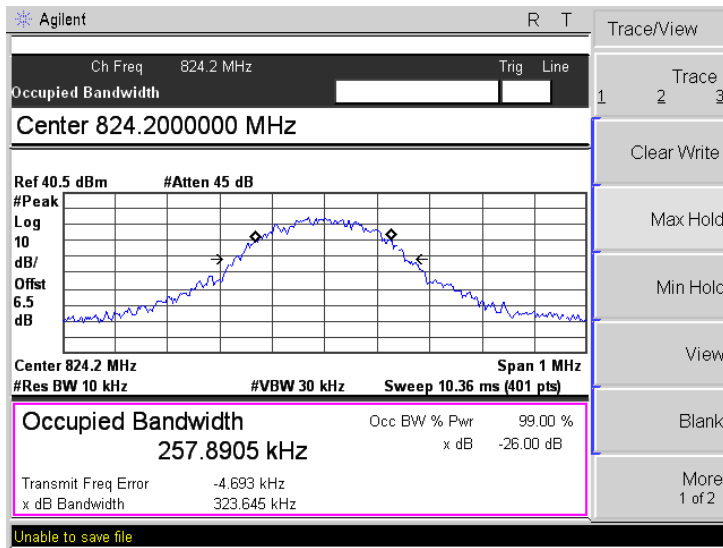 Agilent R T Trace/View
Ch Freq 824.2 MHz Trig Line
Occupied Bandwidth
Trace
1 2 3
Center 824.2000000 MHz
Clear Write
Ref 40.5 dBm #Atten 45 dB
#Peak
Log
10
dB/
Offst
6.5
dB
Max Hold
Min Hold
View
Center 824.2 MHz Span 1 MHz
#Res BW 10 kHz #VBW 30 kHz Sweep 10.36 ms (401 pts)
Occupied Bandwidth Occ BW % Pwr 99.00 %
257.8905 kHz x dB -26.00 dB
Blank
Transmit Freq Error -4.693 kHz
x dB Bandwidth 323.645 kHz
More
1 of 2
Unable to save file